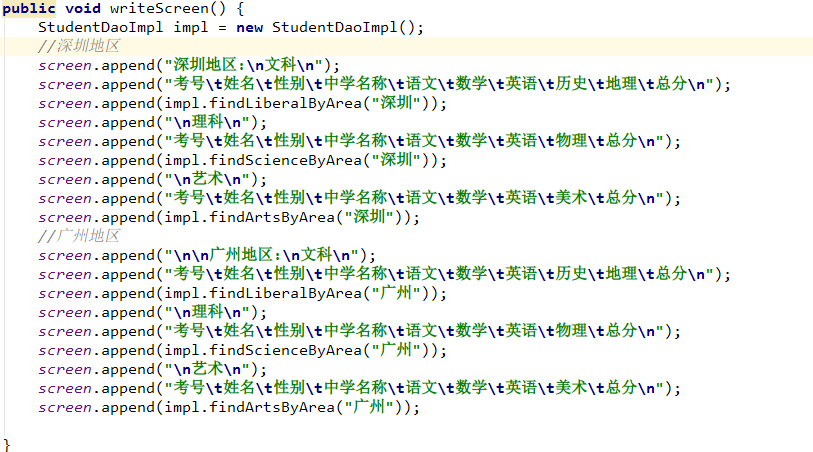 public void writeScreen() {
    StudentDaoImpl impl = new StudentDaoImpl();
    //深圳地区
    screen.append("深圳地区:\n文科\n");
    screen.append("考号\t姓名\t性别\t中学名称\t语文\t数学\t英语\t历史\t地理\t总分\n");
    screen.append(impl.findLiberalByArea("深圳"));
    screen.append("\n理科\n");
    screen.append("考号\t姓名\t性别\t中学名称\t语文\t数学\t英语\t物理\t总分\n");
    screen.append(impl.findScienceByArea("深圳"));
    screen.append("\n艺术\n");
    screen.append("考号\t姓名\t性别\t中学名称\t语文\t数学\t英语\t美术\t总分\n");
    screen.append(impl.findArtsByArea("深圳"));
    //广州地区
    screen.append("\n\n广州地区:\n文科\n");
    screen.append("考号\t姓名\t性别\t中学名称\t语文\t数学\t英语\t历史\t地理\t总分\n");
    screen.append(impl.findLiberalByArea("广州"));
    screen.append("\n理科\n");
    screen.append("考号\t姓名\t性别\t中学名称\t语文\t数学\t英语\t物理\t总分\n");
    screen.append(impl.findScienceByArea("广州"));
    screen.append("\n艺术\n");
    screen.append("考号\t姓名\t性别\t中学名称\t语文\t数学\t英语\t美术\t总分\n");
    screen.append(impl.findArtsByArea("广州"));
}